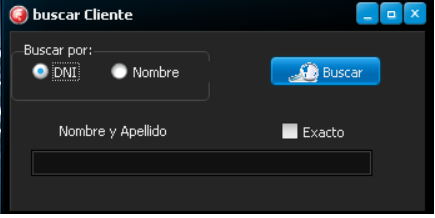 buscar Cliente
Buscar por:
DNI
Nombre
Buscar
Nombre y Apellido
Exacto